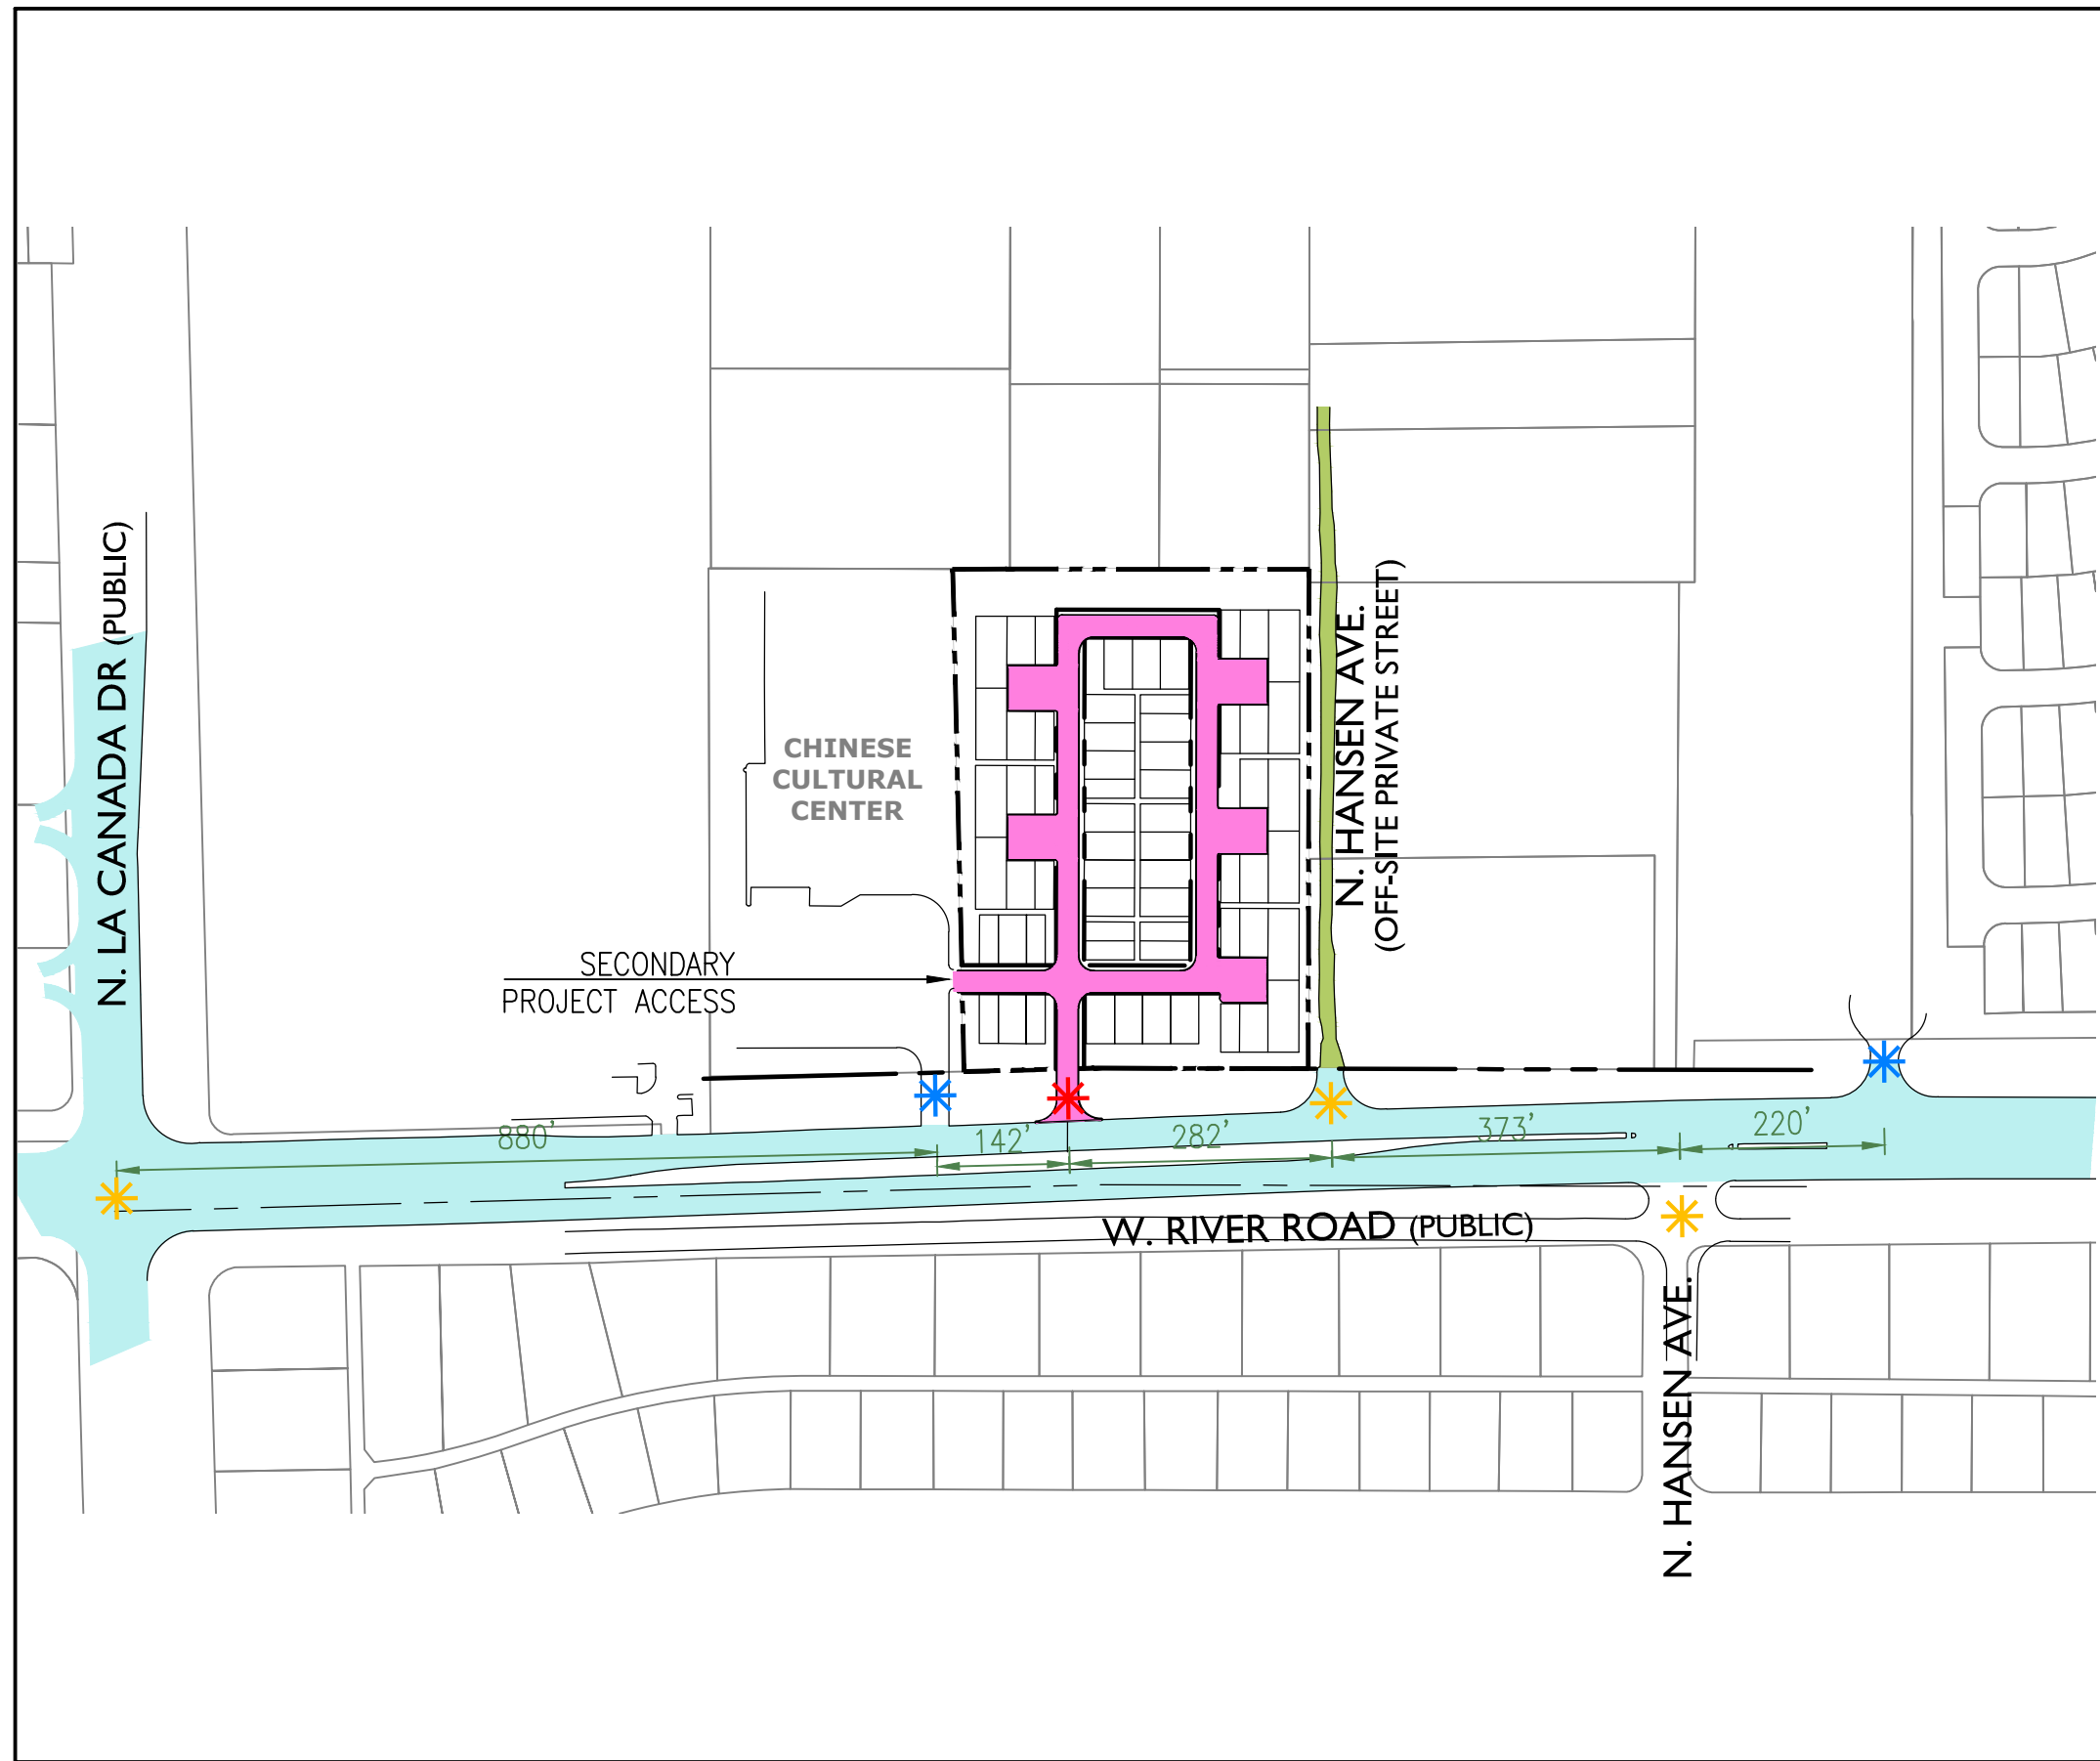 N. LA CANADA DR (PUBLIC)
CHINESE
CULTURAL
CENTER
N. HANSEN AVE.
(OFF-SITE PRIVATE STREET)
SECONDARY
PROJECT ACCESS
880'
142'
282'
373'
220'
W. RIVER ROAD (PUBLIC)
N. HANSEN AVE.